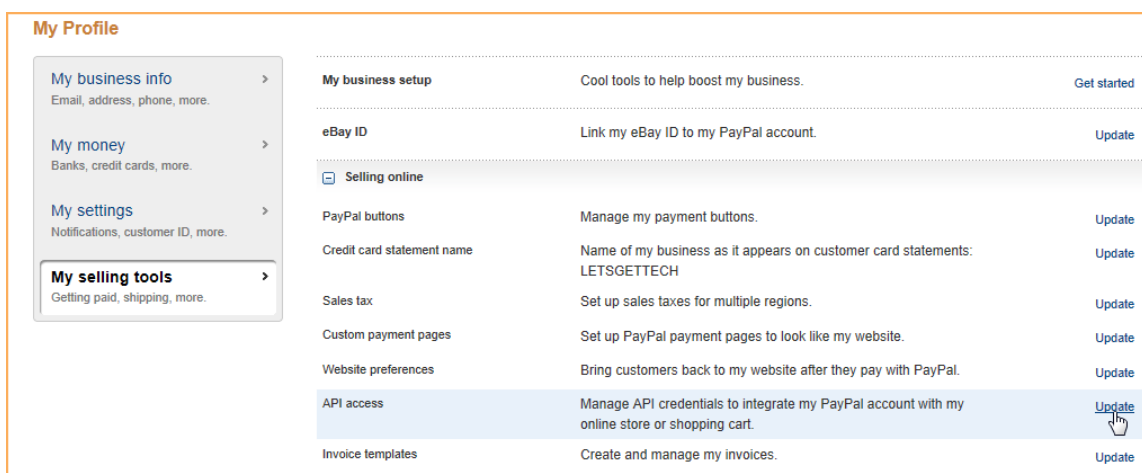 My Profile
My business info
Email, address, phone, more.
My money
Banks, credit cards, more.
My settings
Notifications, customer ID, more.
My selling tools
Getting paid, shipping, more.
My business setup Cool tools to help boost my business. Get started
eBay ID Link my eBay ID to my PayPal account. Update
Selling online
PayPal buttons Manage my payment buttons. Update
Credit card statement name Name of my business as it appears on customer card statements: Update
LETSGETTECH
Sales tax Set up sales taxes for multiple regions. Update
Custom payment pages Set up PayPal payment pages to look like my website. Update
Website preferences Bring customers back to my website after they pay with PayPal. Update
API access Manage API credentials to integrate my PayPal account with my Update
online store or shopping cart.
Invoice templates Create and manage my invoices. Update